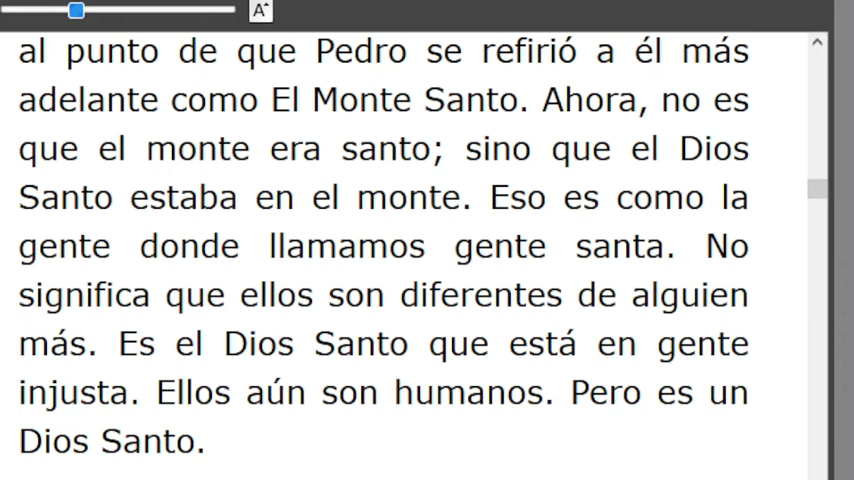 A
al punto de que Pedro se refirió a él más
adelante como El Monte Santo. Ahora, no es
que el monte era santo; sino que el Dios
Santo estaba en el monte. Eso es como la
gente donde llamamos gente santa. No
significa que ellos son diferentes de alguien
más. Es el Dios Santo que está en gente
injusta. Ellos aún son humanos. Pero es un
Dios Santo.